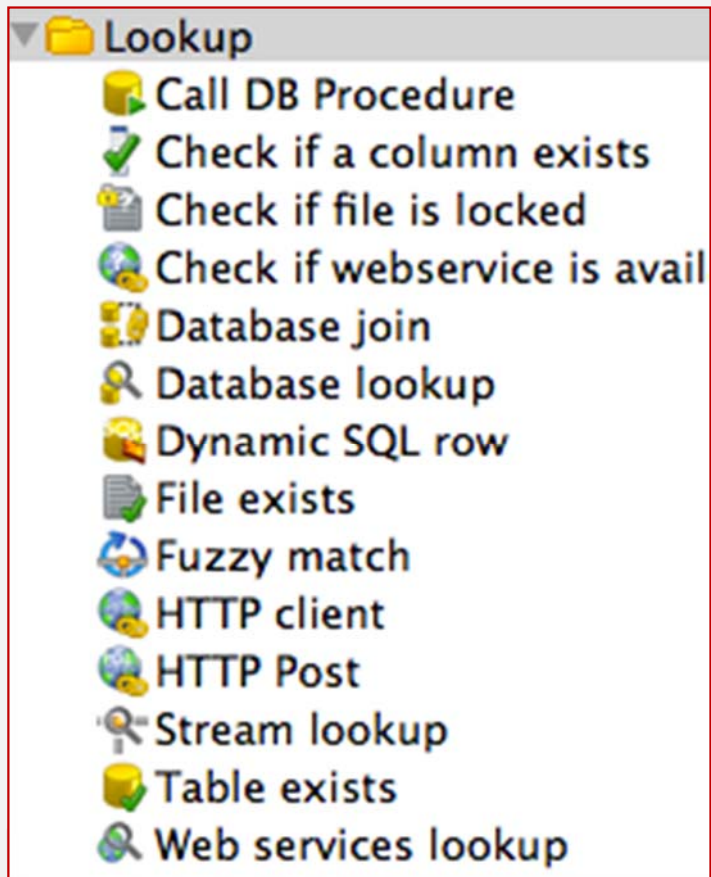 Lookup
Call DB Procedure
Check if a column exists
Check if file is locked
Check if webservice is avail
Database join
Database lookup
Dynamic SQL row
File exists
Fuzzy match
HTTP client
HTTP Post
Stream lookup
Table exists
Web services lookup